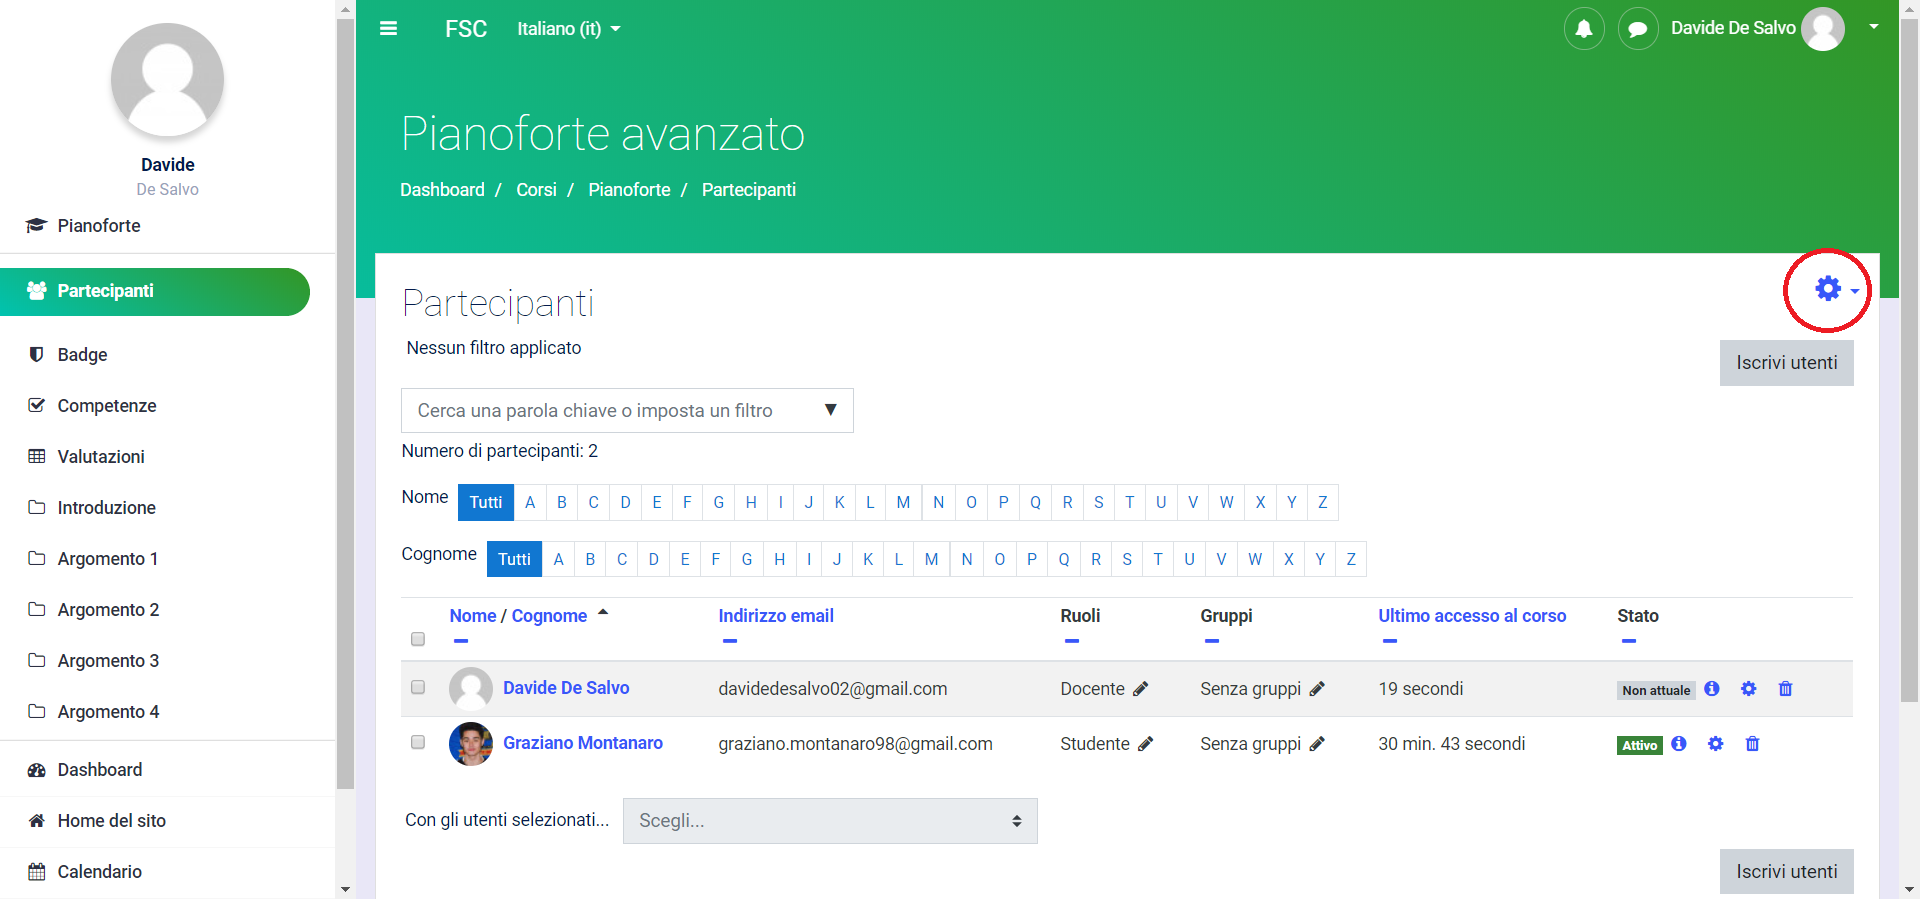 FSC
Italiano (it)
Davide De Salvo
Davide
De Salvo
Pianoforte
Partecipanti
Badge
Competenze
Valutazioni
Introduzione
Argomento 1
Argomento 2
Argomento 3
Argomento 4
Dashboard
Home del sito
Calendario
Pianoforte avanzato
Dashboard / Corsi / Pianoforte / Partecipanti
Partecipanti
Nessun filtro applicato
Iscrivi utenti
Cerca una parola chiave o imposta un filtro ▼
Numero di partecipanti: 2
Nome Tutti A B C D E F G H I J K L M N O P Q R S T U V W X Y Z
Cognome Tutti A B C D E F G H I J K L M N O P Q R S T U V W X Y Z
Nome / Cognome Indirizzo email Ruoli Gruppi Ultimo accesso al corso Stato
Davide De Salvo davidedesalvo02@gmail.com Docente Senza gruppi 19 secondi Non attuale
Graziano Montanaro graziano.montanaro98@gmail.com Studente Senza gruppi 30 min. 43 secondi Attivo
Con gli utenti selezionati... Scegli...
Iscrivi utenti